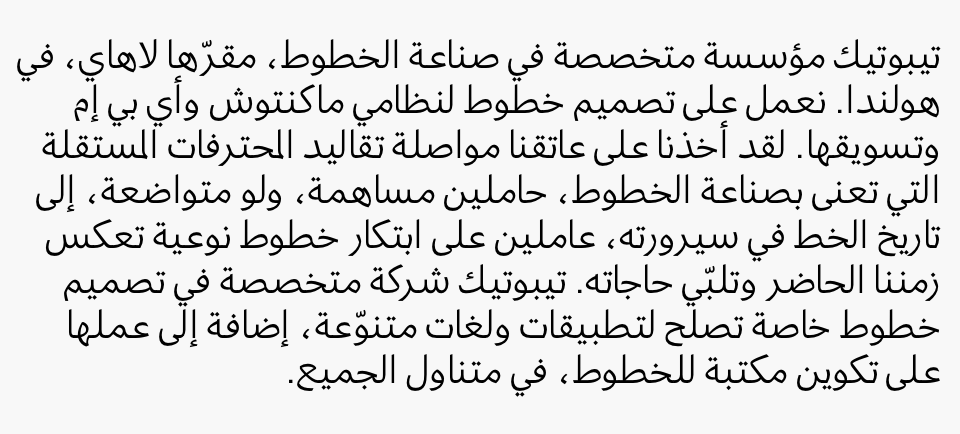 تيبوتيك مؤسسة متخصصة في صناعة الخطوط، مقرّها لاهاي، في
هولندا. نعمل على تصميم خطوط لنظامي ماكنتوش وأي بي إم
وتسويقها. لقد أخذنا على عاتقنا مواصلة تقاليد المحترفات المستقلة
التي تعنى بصناعة الخطوط، حاملين مساهمة، ولو متواضعة، إلى
تاريخ الخط في سيرورته، عاملين على ابتكار خطوط نوعية تعكس
زمننا الحاضر وتلبّي حاجاته. تيبوتيك شركة متخصصة في تصميم
خطوط خاصة تصلح لتطبيقات ولغات متنوّعة، إضافة إلى عملها
على تكوين مكتبة للخطوط، في متناول الجميع.